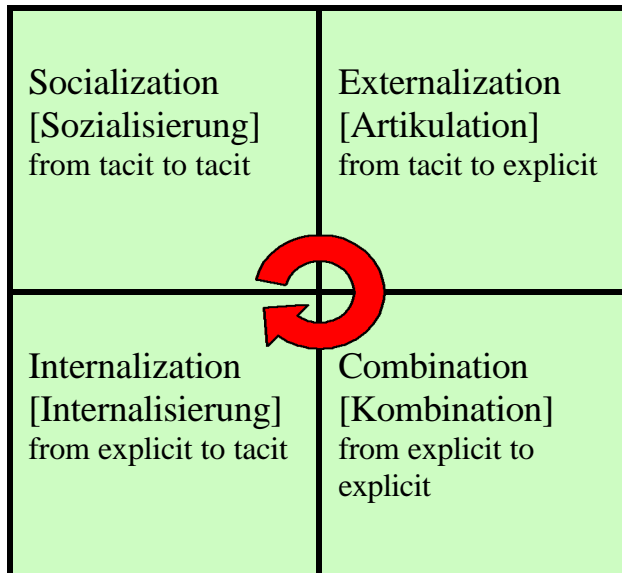 Socialization
[Sozialisierung]
from tacit to tacit
Externalization
[Artikulation]
from tacit to explicit
Internalization
[Internalisierung]
from explicit to tacit
Combination
[Kombination]
from explicit to
explicit